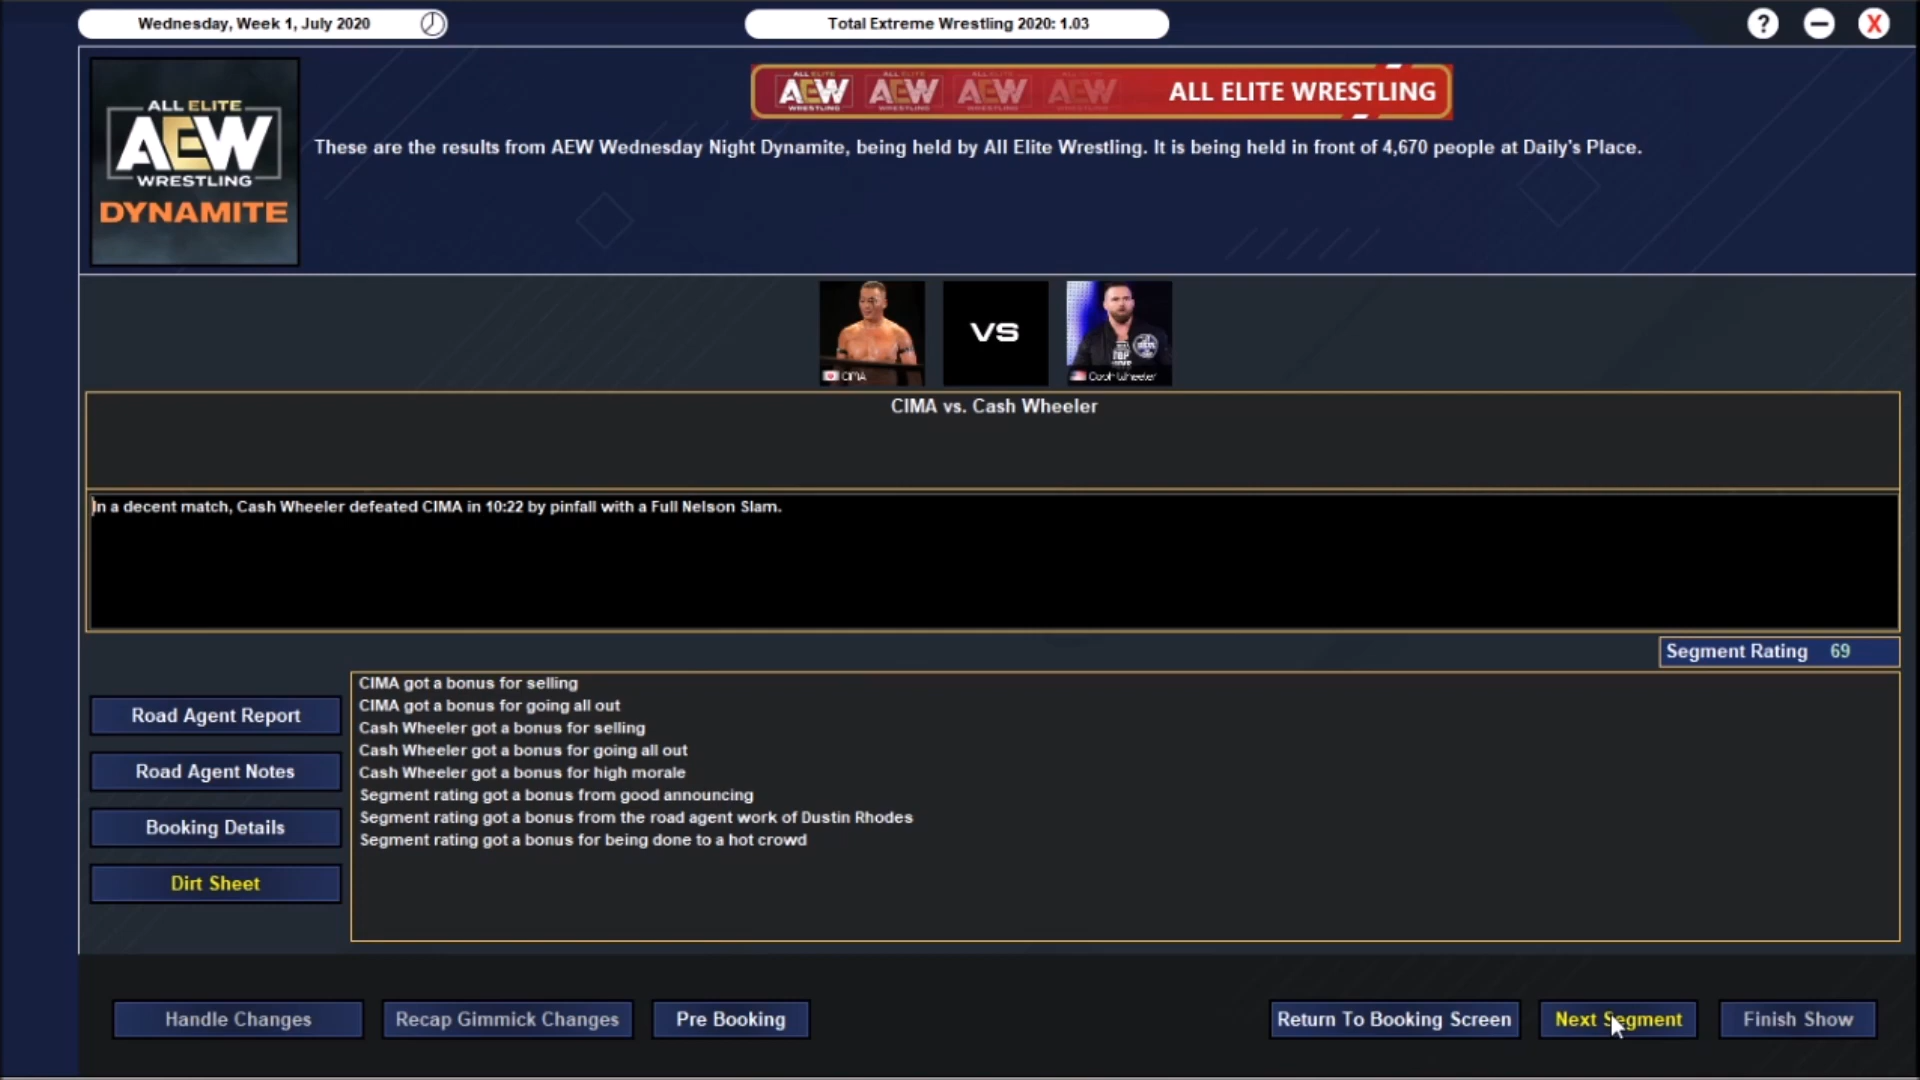 Wednesday, Week 1, July 2020
Total Extreme Wrestling 2020: 1.03
?
X
ALL ELITE
AEW
WRESTLING
DYNAMITE
ALL ELITE
AEW
WRESTLING
AEW
AEW
AEW
ALL ELITE WRESTLING
These are the results from AEW Wednesday Night Dynamite, being held by All Elite Wrestling. It is being held in front of 4,670 people at Daily's Place.
CIMA
VS
Cash Wheeler
CIMA vs. Cash Wheeler
In a decent match, Cash Wheeler defeated CIMA in 10:22 by pinfall with a Full Nelson Slam.
Segment Rating 69
CIMA got a bonus for selling
CIMA got a bonus for going all out
Cash Wheeler got a bonus for selling
Cash Wheeler got a bonus for going all out
Cash Wheeler got a bonus for high morale
Segment rating got a bonus from good announcing
Segment rating got a bonus from the road agent work of Dustin Rhodes
Segment rating got a bonus for being done to a hot crowd
Road Agent Report
Road Agent Notes
Booking Details
Dirt Sheet
Handle Changes
Recap Gimmick Changes
Pre Booking
Return To Booking Screen
Next Segment
Finish Show